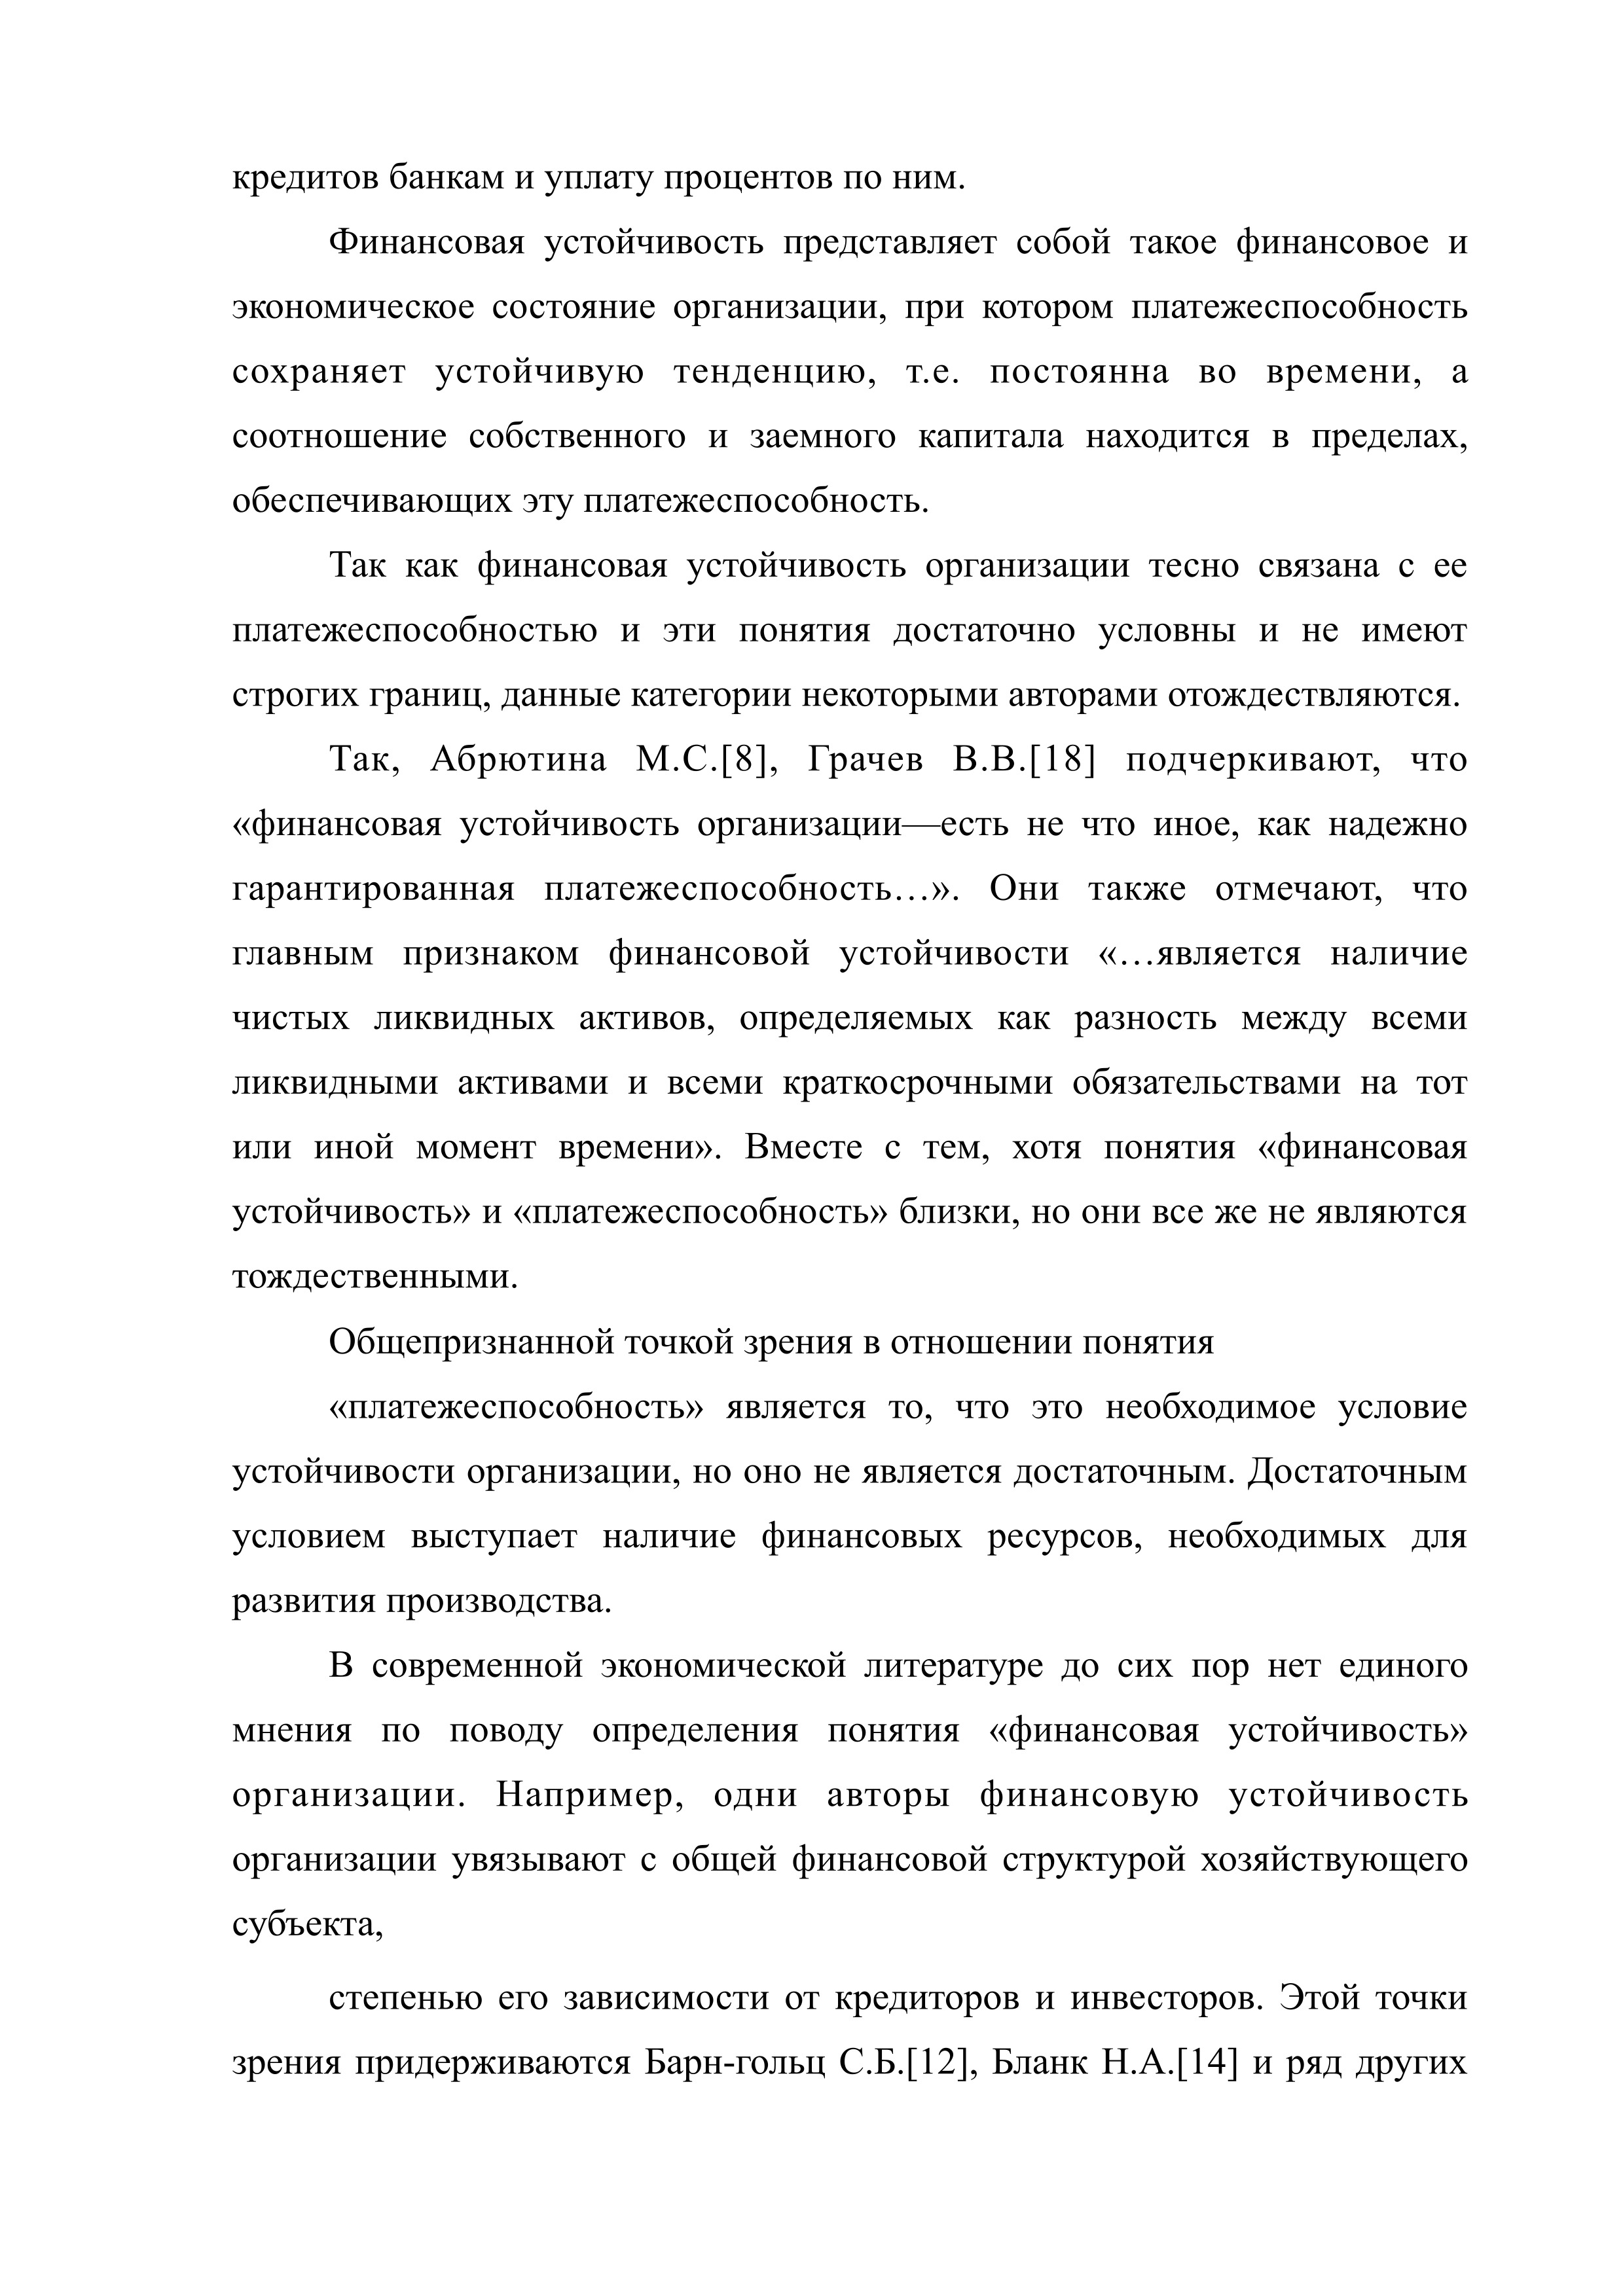 кредитов банкам и уплату процентов по ним.
Финансовая устойчивость представляет собой такое финансовое и
экономическое состояние организации, при котором платежеспособность
сохраняет устойчивую тенденцию, т.е. постоянна во времени, а
соотношение собственного и заемного капитала находится в пределах,
обеспечивающих эту платежеспособность.
Так как финансовая устойчивость организации тесно связана с ее
платежеспособностью и эти понятия достаточно условны и не имеют
строгих границ, данные категории некоторыми авторами отождествляются.
Так, Абрютина М.С.[8], Грачев В.В.[18] подчеркивают, что
«финансовая устойчивость организации—есть не что иное, как надежно
гарантированная платежеспособность…». Они также отмечают, что
главным признаком финансовой устойчивости «…является наличие
чистых ликвидных активов, определяемых как разность между всеми
ликвидными активами и всеми краткосрочными обязательствами на тот
или иной момент времени». Вместе с тем, хотя понятия «финансовая
устойчивость» и «платежеспособность» близки, но они все же не являются
тождественными.
Общепризнанной точкой зрения в отношении понятия
«платежеспособность» является то, что это необходимое условие
устойчивости организации, но оно не является достаточным. Достаточным
условием выступает наличие финансовых ресурсов, необходимых для
развития производства.
В современной экономической литературе до сих пор нет единого
мнения по поводу определения понятия «финансовая устойчивость»
организации. Например, одни авторы финансовую устойчивость
организации увязывают с общей финансовой структурой хозяйствующего
субъекта,
степенью его зависимости от кредиторов и инвесторов. Этой точки
зрения придерживаются Барн-гольц С.Б.[12], Бланк Н.А.[14] и ряд других